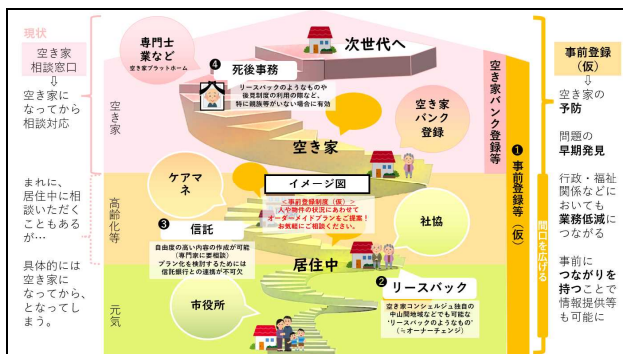 現状
空き家
相談窓口
空き家に
なってから
相談対応
まれに、
居住中に相
談いただく
こともある
が…
具体的には
空き家に
なってから、
となってし
まう。
空き家
高齢化等
元気
専門士
業など
空き家プラットホーム
次世代へ
❹
死後事務
リースバックのようなものや
後見制度の利用の際など、
特に親族等がいない場合に有効
空き家
バンク
登録
空き家
ケアマ
ネ
イメージ図
<事前登録制度（仮）>
人や物件の状況にあわせて
オーダーメイドプランをご提案！
お気軽にご相談ください。
❸
信託
自由度の高い内容の作成が可能
（専門家に要相談）
プラン化を検討するためには
信託銀行との連携が不可欠
社協
居住中
❷
リースバック
空き家コンシェルジュ独自の
中山間地域などでも可能な
‘リースバックのようなもの’
（≒オーナーチェンジ）
市役所
空き家バンク登録等
❶事前登録等（仮）
間口を広げる
事前登録
（仮）
空き家の
予防
問題の
早期発見
行政・福祉
関係などに
おいても
業務低減に
つながる
事前に
つながりを
持つことで
情報提供等
も可能に